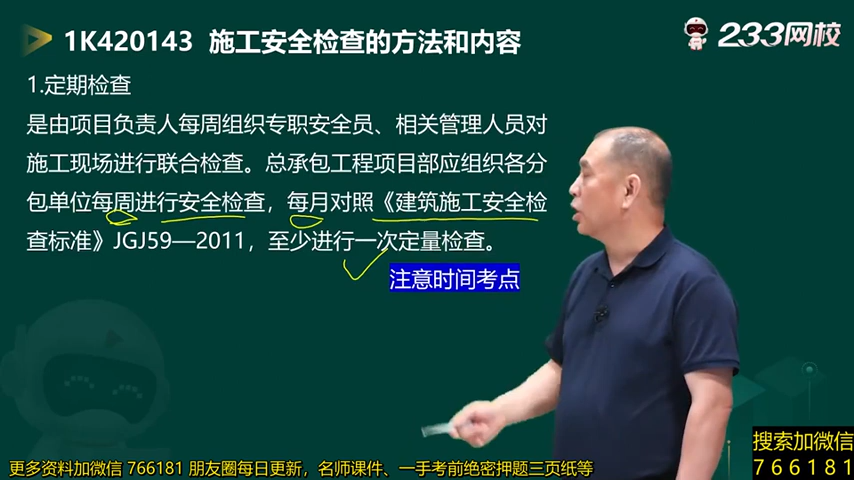 1K420143 施工安全检查的方法和内容
233网校
1.定期检查
是由项目负责人每周组织专职安全员、相关管理人员对
施工现场进行联合检查。总承包工程项目部应组织各分
包单位每周进行安全检查，每月对照《建筑施工安全检
查标准》JGJ59—2011，至少进行一次定量检查。
注意时间考点
搜索加微信
766181
更多资料加微信 766181 朋友圈每日更新，名师课件、一手考前绝密押题三页纸等